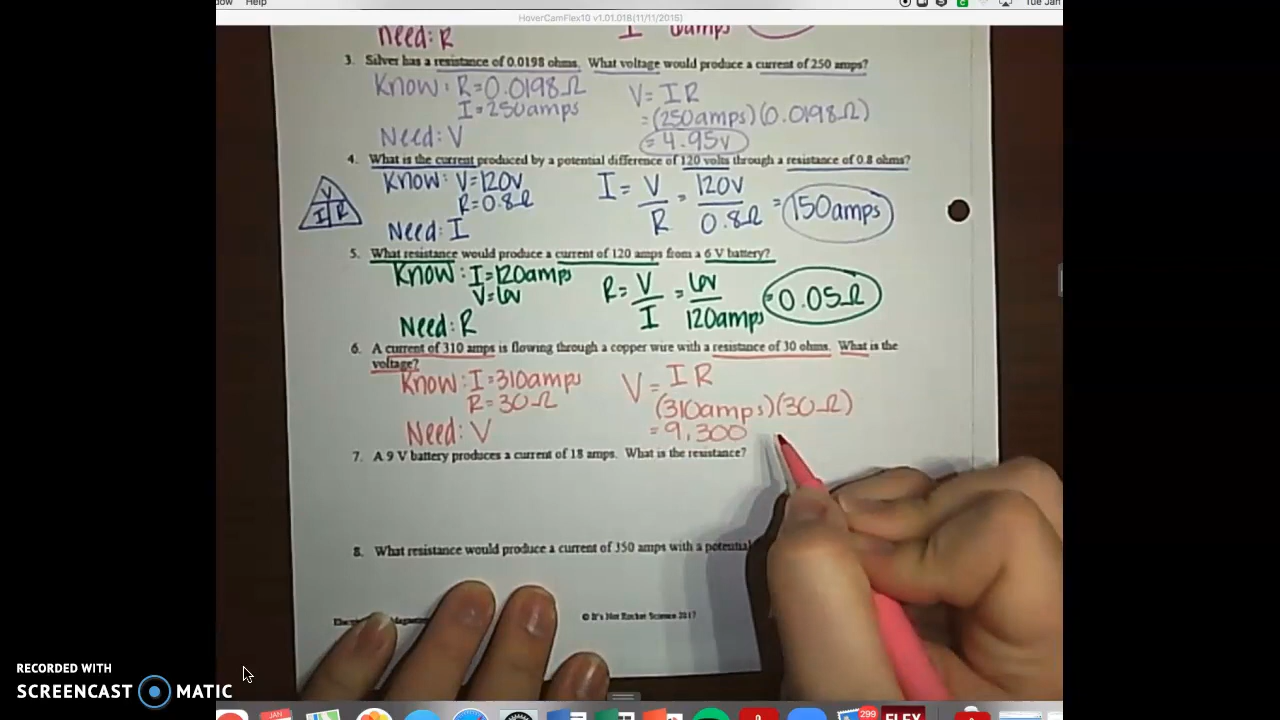 Help
Tue Jan
HoverCamFlex10 v1.01.018(11/11/2015)
Need: R
3. Silver has a resistance of 0.0198 ohms. What voltage would produce a current of 250 amps?
Know: R=0.0198Ω
I=250amps
Need: V
V= IR
=(250amps)(0.0198Ω)
=4.95v
4. What is the current produced by a potential difference of 120 volts through a resistance of 0.8 ohms?
V
I R
Know: V=120v
R=0.8Ω
Need: I
I= V/R = 120v/0.8Ω = 150amps
5. What resistance would produce a current of 120 amps from a 6 V battery?
Know: I=120amps
V=6v
Need: R
R= V/I = 6v/120amps = 0.05Ω
6. A current of 310 amps is flowing through a copper wire with a resistance of 30 ohms. What is the
voltage?
Know: I=310amps
R=30Ω
Need: V
V= IR
(310amps)(30Ω)
=9,300
7. A 9 V battery produces a current of 18 amps. What is the resistance?
8. What resistance would produce a current of 350 amps with a potential
© It's Not Rocket Science 2017
RECORDED WITH
SCREENCAST MATIC
JAN
299
FLEX